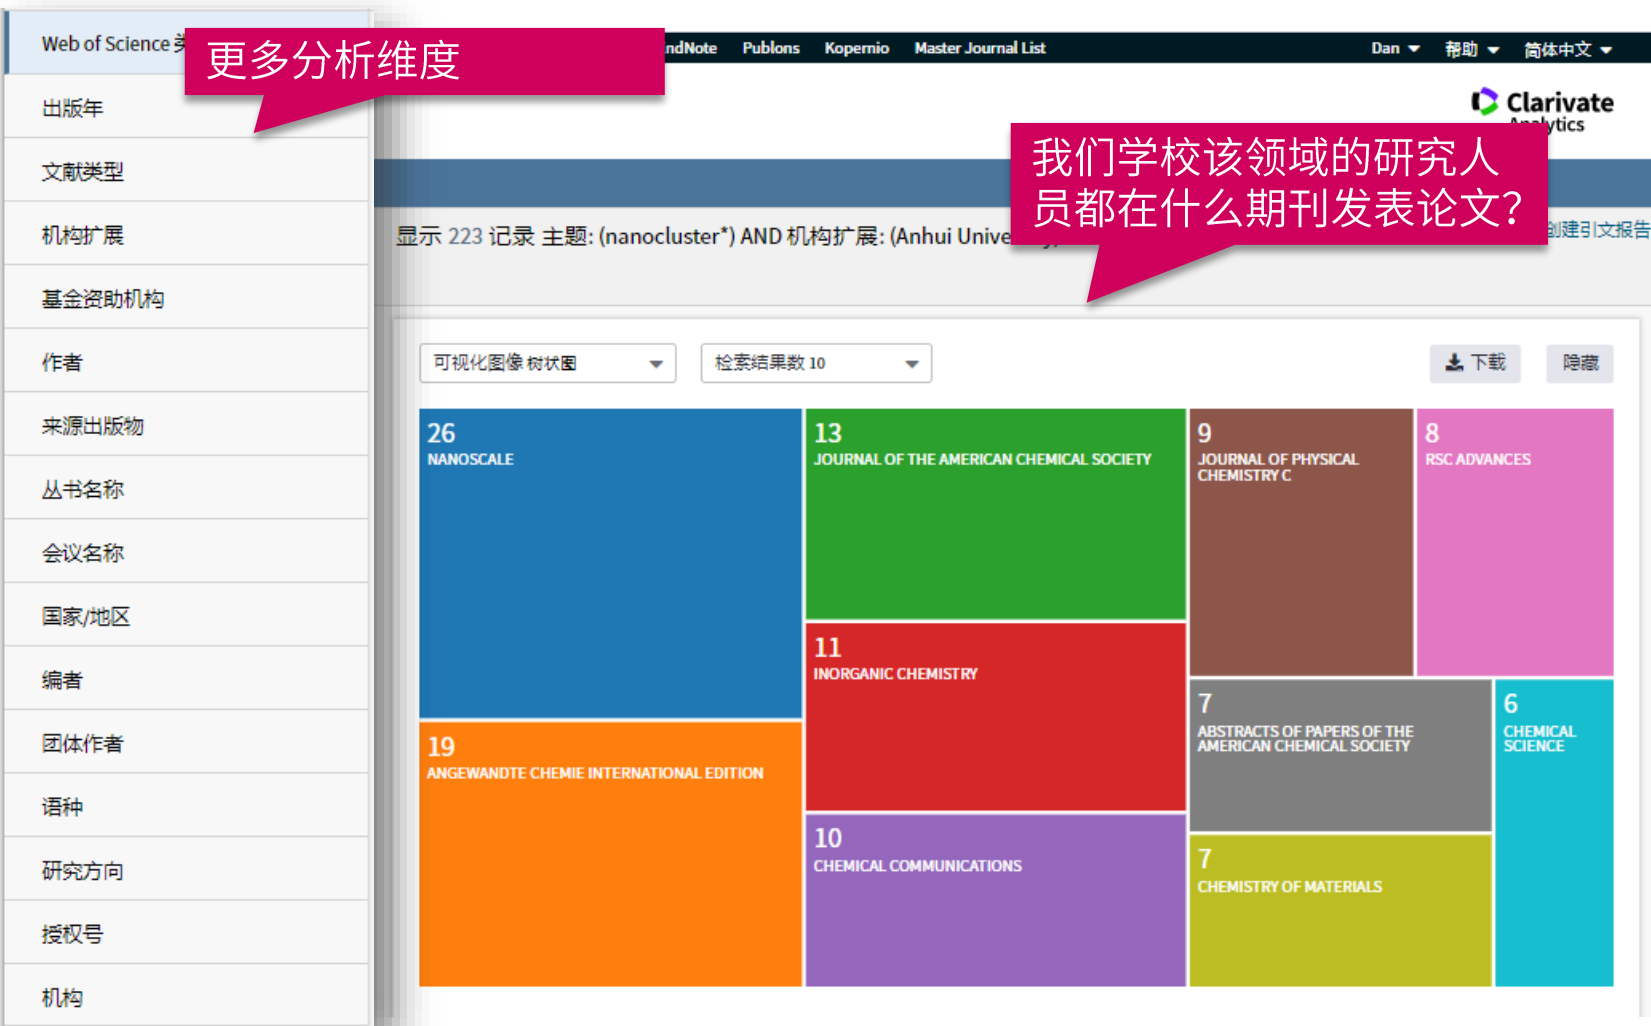 Web of Science
更多分析维度
出版年
文献类型
机构扩展
基金资助机构
作者
来源出版物
丛书名称
会议名称
国家/地区
编者
团体作者
语种
研究方向
授权号
机构
ndNote Publons Kopernio Master Journal List
Dan 帮助 简体中文
Clarivate
Analytics
我们学校该领域的研究人
员都在什么期刊发表论文？
显示 223 记录 主题: (nanocluster*) AND 机构扩展: (Anhui Unive
创建引文报告
可视化图像 树状图 检索结果数 10
下载 隐藏
26
NANOSCALE
19
ANGEWANDTE CHEMIE INTERNATIONAL EDITION
13
JOURNAL OF THE AMERICAN CHEMICAL SOCIETY
11
INORGANIC CHEMISTRY
10
CHEMICAL COMMUNICATIONS
9
JOURNAL OF PHYSICAL
CHEMISTRY C
8
RSC ADVANCES
7
ABSTRACTS OF PAPERS OF THE
AMERICAN CHEMICAL SOCIETY
6
CHEMICAL
SCIENCE
7
CHEMISTRY OF MATERIALS